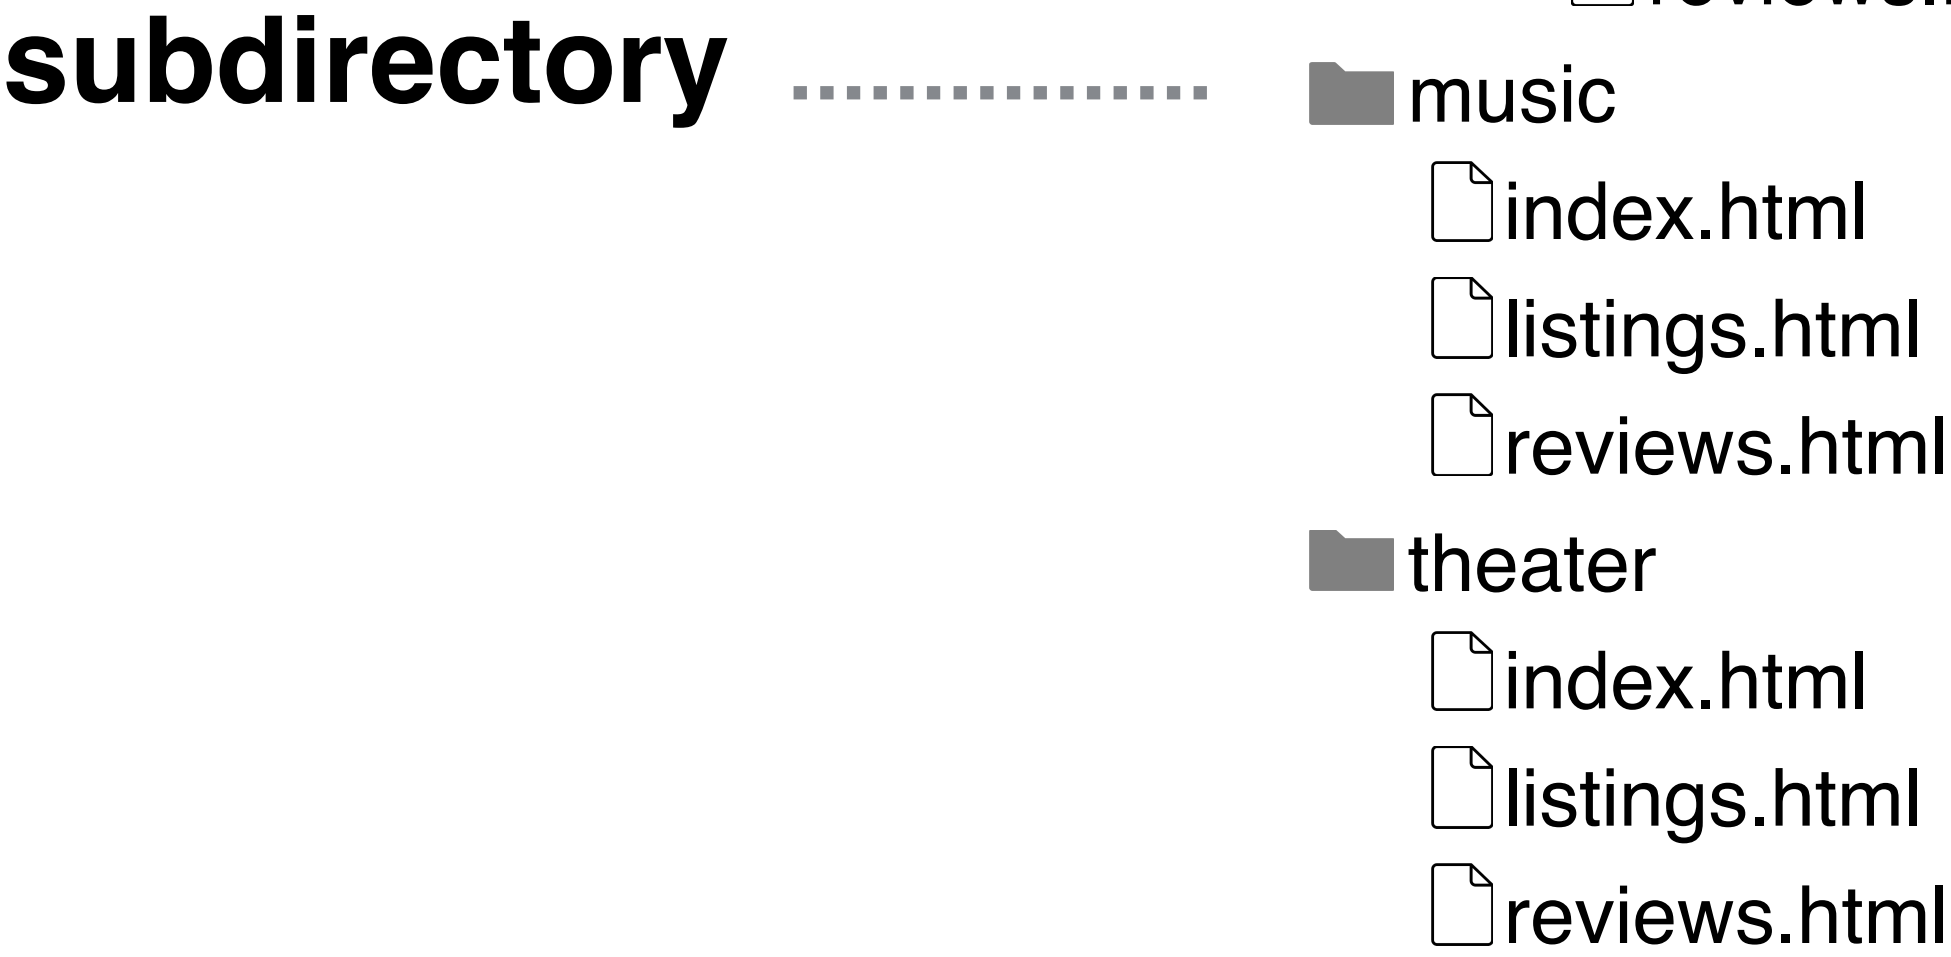 subdirectory
music
index.html
listings.html
reviews.html
theater
index.html
listings.html
reviews.html